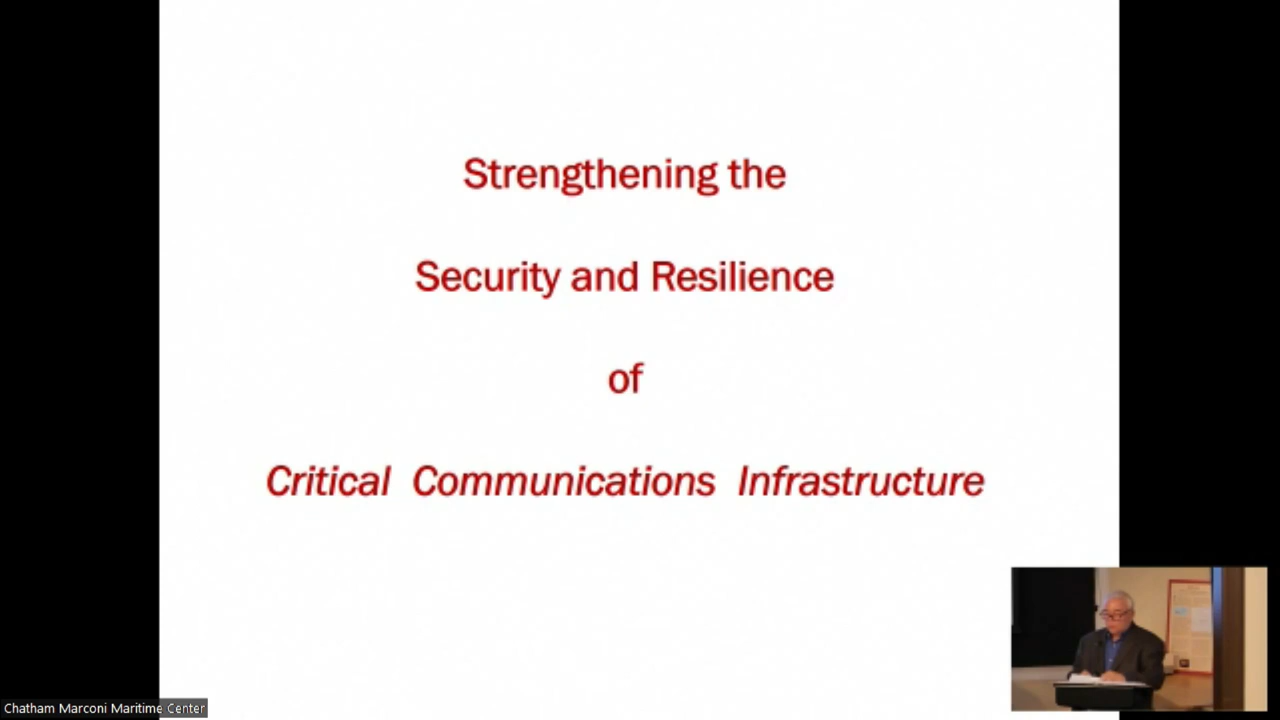 Strengthening the
Security and Resilience
of
Critical Communications Infrastructure
Chatham Marconi Maritime Center